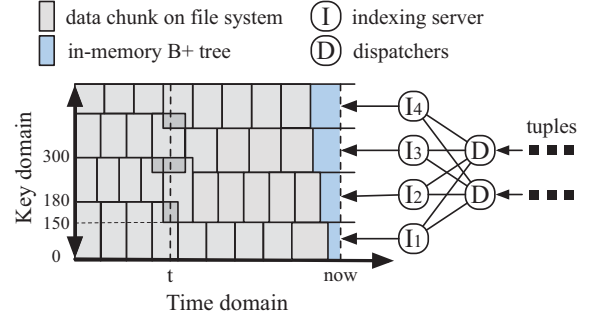 data chunk on file system
I indexing server
in-memory B+ tree
D dispatchers
Key domain
300
180
150
0
I4
I3
I2
I1
D
D
tuples
t
now
Time domain